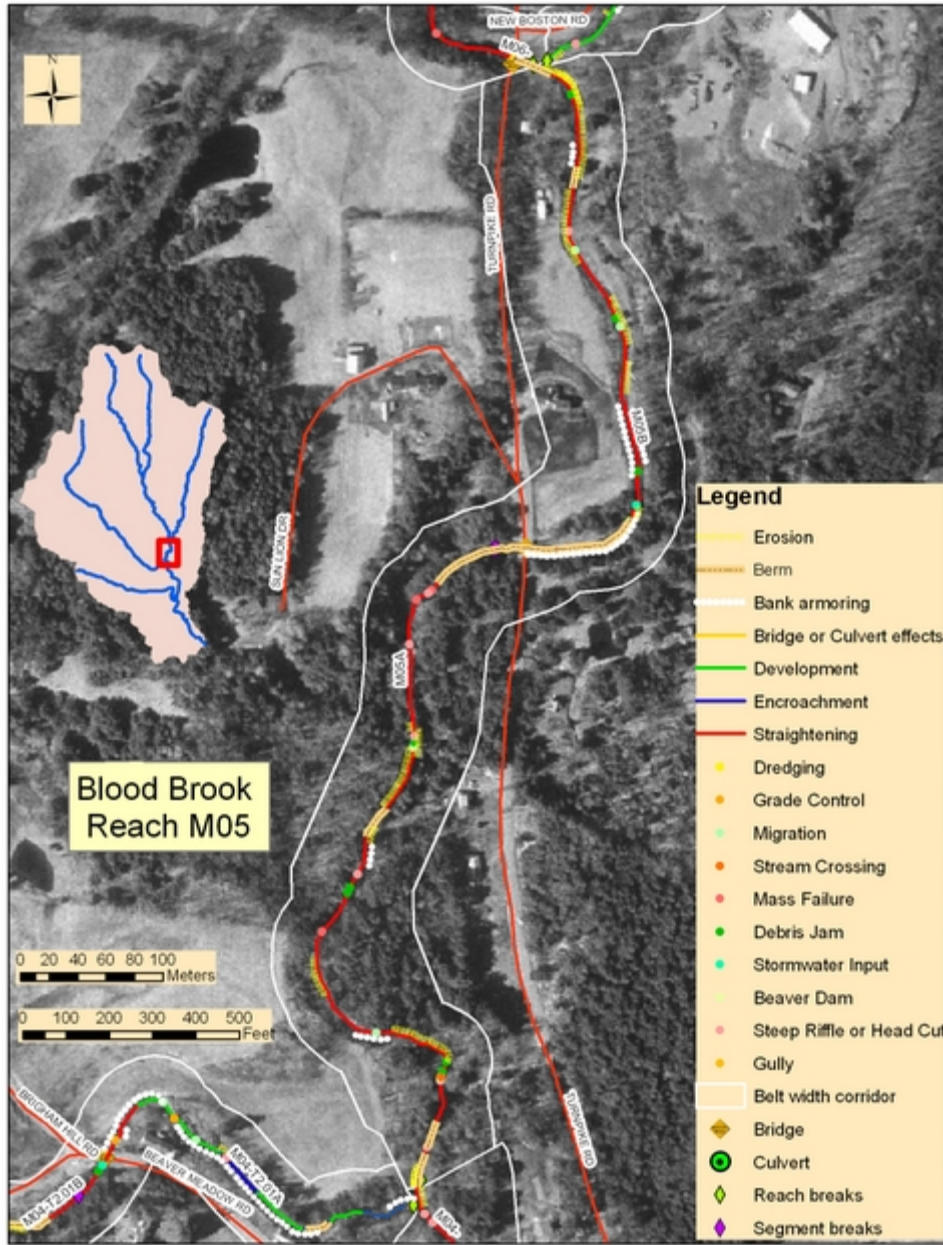 NEW BOSTON RD
M06-
N
TURNPIKE RD
M05B
SUN LION DR
M05A
Blood Brook
Reach M05
0 10 20 40 60 80 100
Meters
0 100 200 300 400 500
Feet
BRIGHAM HILL RD
BEAVER MEADOW RD
M04-T2.01A
M04-T2.01B
TURNPIKE RD
M04-
Legend
Erosion
Berm
Bank armoring
Bridge or Culvert effects
Development
Encroachment
Straightening
Dredging
Grade Control
Migration
Stream Crossing
Mass Failure
Debris Jam
Stormwater Input
Beaver Dam
Steep Riffle or Head Cut
Gully
Belt width corridor
Bridge
Culvert
Reach breaks
Segment breaks